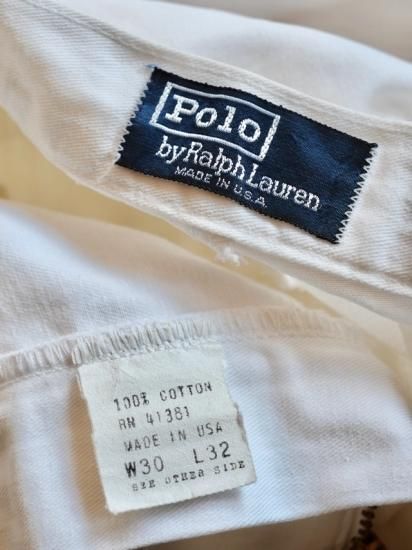 Polo
by Ralph Lauren
MADE IN U.S.A.
100% COTTON
RN 41381
MADE IN USA
W30 L32
SEE OTHER SIDE